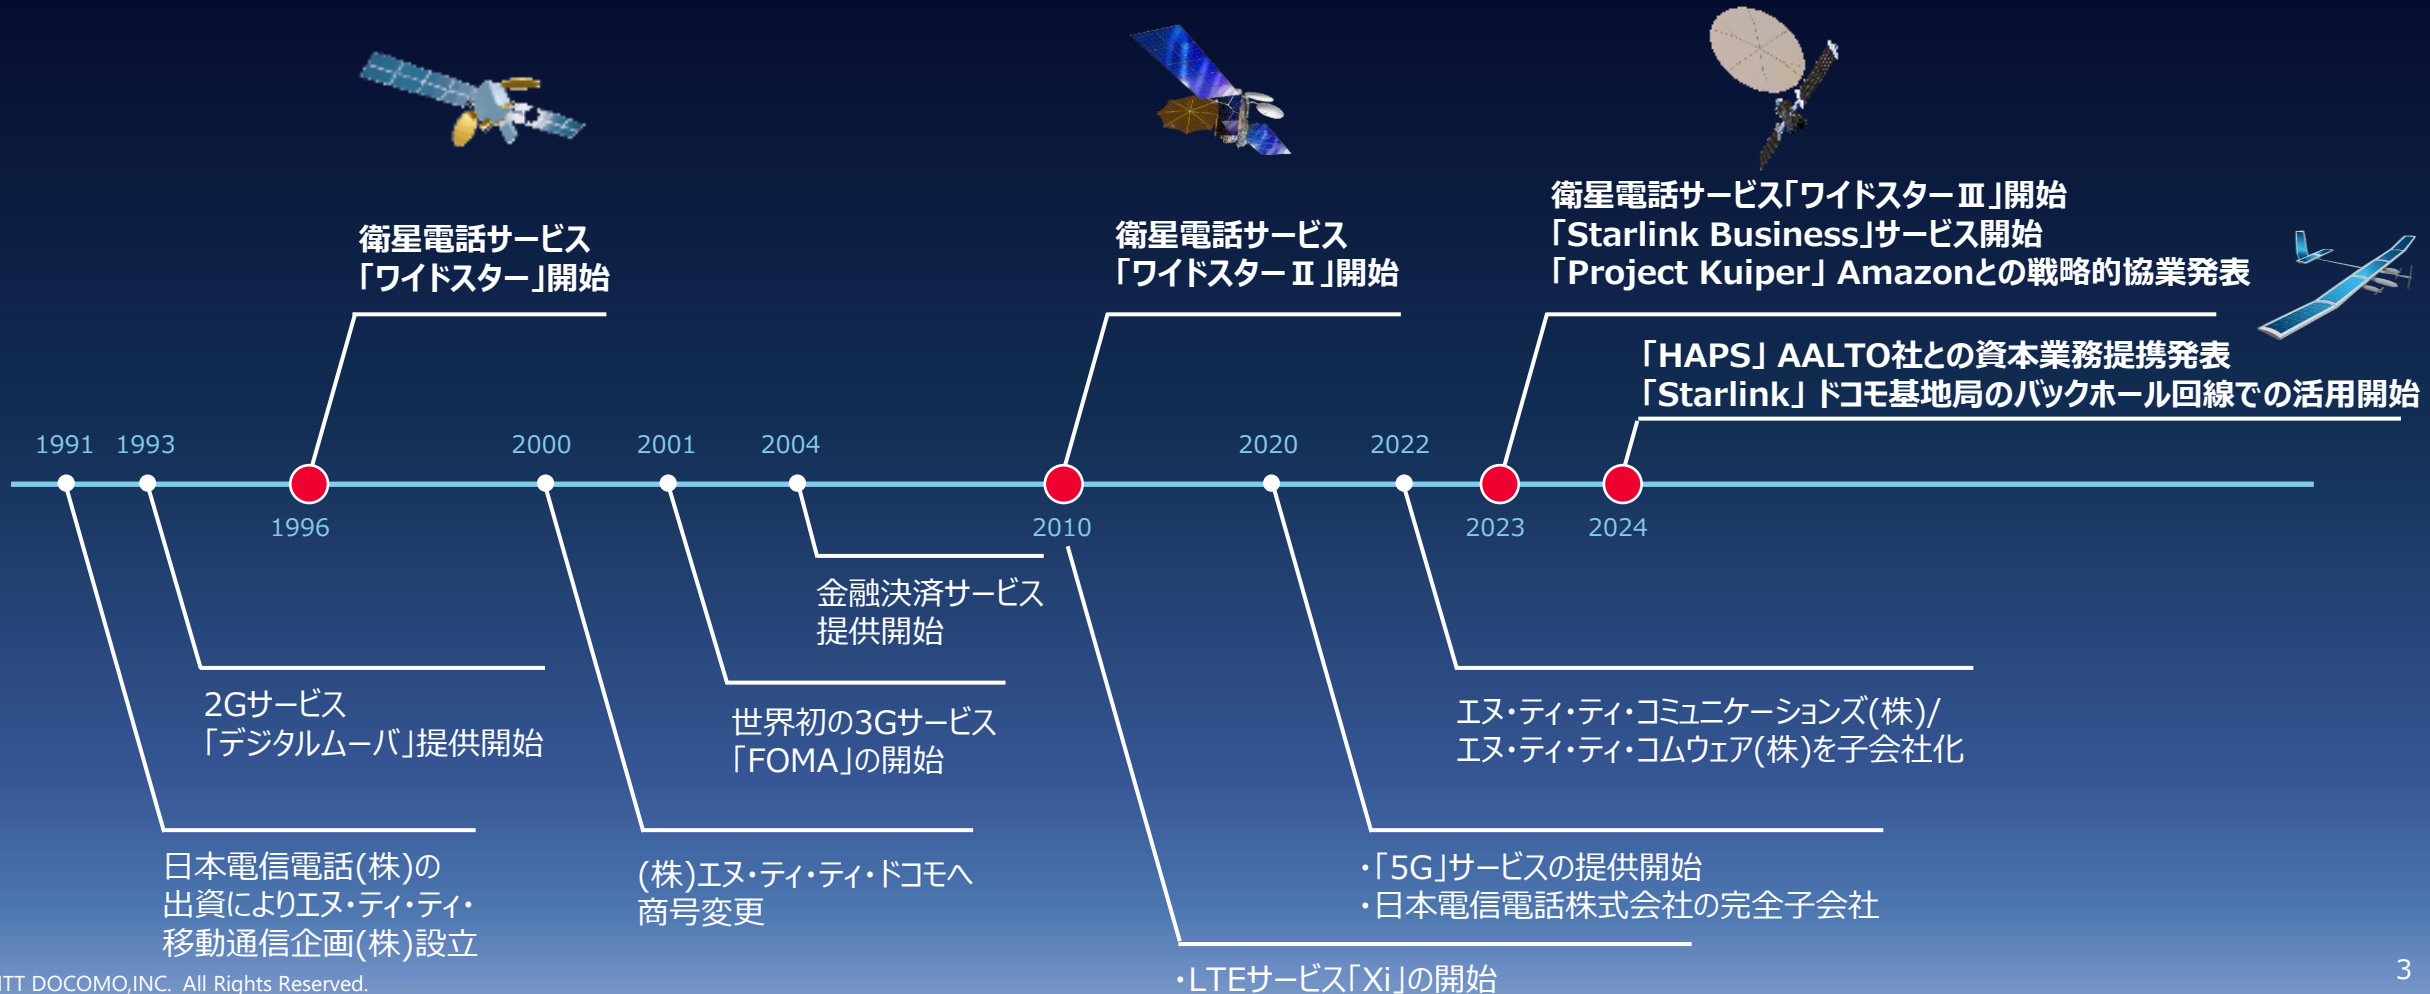 衛星電話サービス
「ワイドスター」開始
衛星電話サービス
「ワイドスターⅡ」開始
衛星電話サービス「ワイドスターⅢ」開始
「Starlink Business」サービス開始
「Project Kuiper」 Amazonとの戦略的協業発表
「HAPS」 AALTO社との資本業務提携発表
「Starlink」 ドコモ基地局のバックホール回線での活用開始
1991
1993
2000
2001
2004
2020
2022
1996
2010
2023
2024
金融決済サービス
提供開始
2Gサービス
「デジタルムーバ」提供開始
世界初の3Gサービス
「FOMA」の開始
エヌ・ティ・ティ・コミュニケーションズ(株)/
エヌ・ティ・ティ・コムウェア(株)を子会社化
日本電信電話(株)の
出資によりエヌ・ティ・ティ・
移動通信企画(株)設立
(株)エヌ・ティ・ティ・ドコモへ
商号変更
・「5G」サービスの提供開始
・日本電信電話株式会社の完全子会社
・LTEサービス「Xi」の開始
DOCOMO,INC. All Rights Reserved.
3